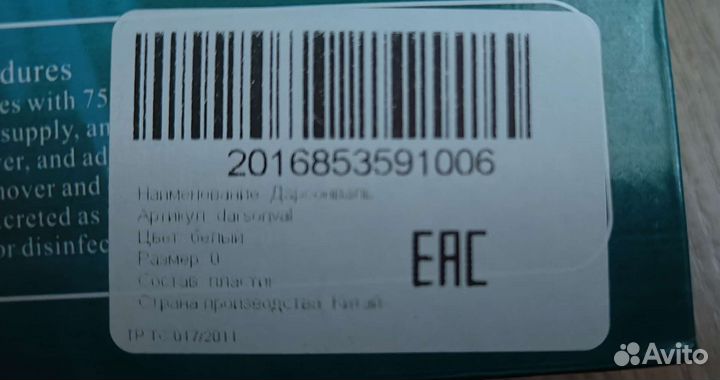 dures
es with 75
supply, an
er, and ad
nover and
creted as
or disinfec
2016853591006
Наименование: Дарсонваль
Артикул: darsonval
Цвет: белый
Размер: 0
Состав: пластик
Страна производства: Китай
ТР ТС 017/2011
EAC
Avito